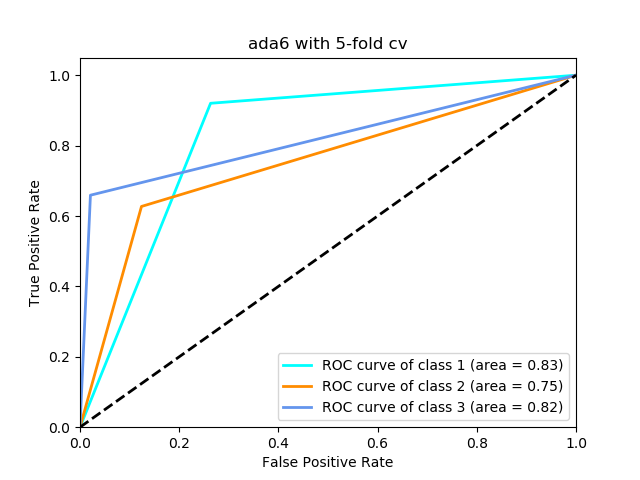 ada6 with 5-fold cv
True Positive Rate
1.0
0.8
0.6
0.4
0.2
0.0
ROC curve of class 1 (area = 0.83)
ROC curve of class 2 (area = 0.75)
ROC curve of class 3 (area = 0.82)
0.0 0.2 0.4 0.6 0.8 1.0
False Positive Rate